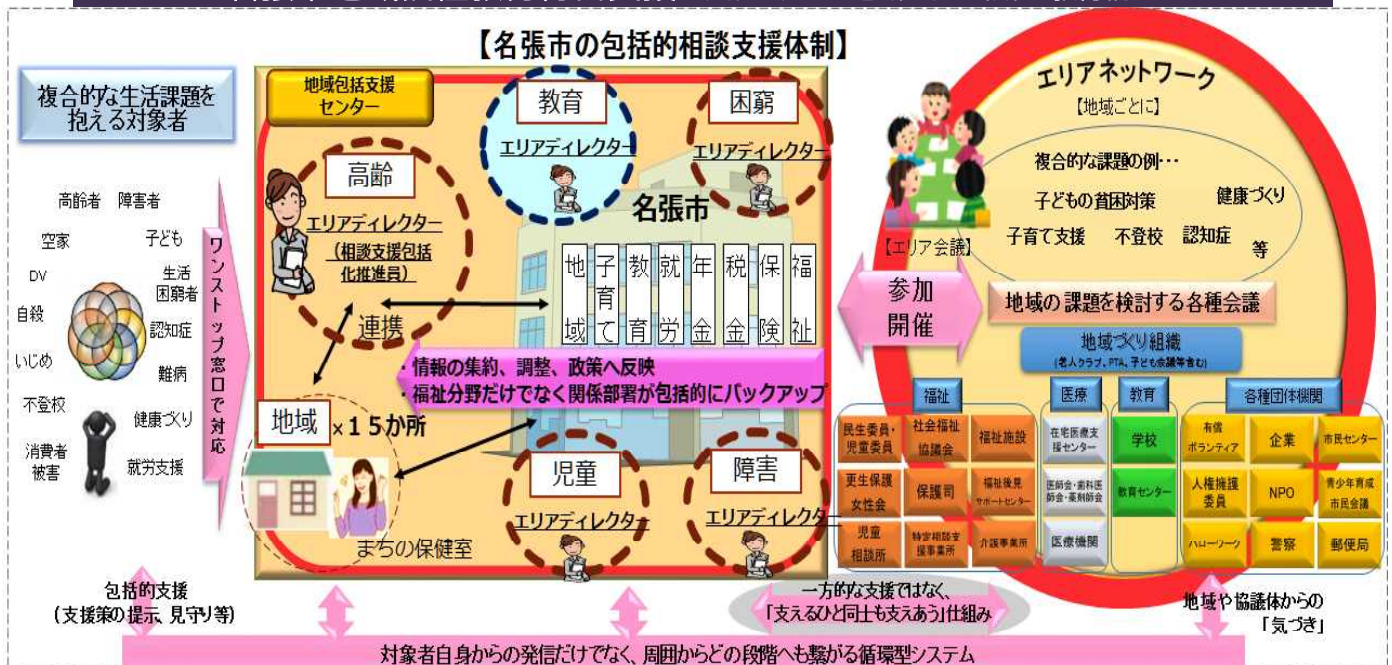 【名張市の包括的相談支援体制】
複合的な生活課題を
抱える対象者
高齢者
障害者
空家
子ども
DV
生活
困窮者
自殺
認知症
いじめ
難病
不登校
健康づくり
消費者
被害
就労支援
ワンストップ窓口で対応
地域包括支援
センター
高齢
エリアディレクター
(相談支援包括
化推進員)
連携
教育
エリアディレクター
困窮
エリアディレクター
名張市
地域
子育て
教育
就労
年金
税金
保険
福祉
・情報の集約、調整、政策へ反映
・福祉分野だけでなく関係部署が包括的にバックアップ
地域
×15か所
まちの保健室
児童
エリアディレクター
障害
エリアディレクター
参加
開催
エリアネットワーク
【地域ごとに】
複合的な課題の例…
子どもの貧困対策
健康づくり
子育て支援
不登校
認知症
等
【エリア会議】
地域の課題を検討する各種会議
地域づくり組織
(老人クラブ、PTA、子ども会議等含む)
福祉
民生委員・
児童委員
社会福祉
協議会
福祉施設
更生保護
女性会
保護司
福祉後見
サポートセンター
児童
相談所
特定相談支
援事業所
介護事業所
医療
在宅医療支
援センター
医師会・歯科医
師会・薬剤師会
医療機関
教育
学校
教育センター
各種団体機関
有償
ボランティア
企業
市民センター
人権擁護
委員
NPO
青少年育成
市民会議
ハローワーク
警察
郵便局
包括的支援
(支援策の提示、見守り等)
一方的な支援ではなく、
「支えるひと同士も支えあう」仕組み
地域や協議体からの
「気づき」
対象者自身からの発信だけでなく、周囲からどの段階へも繋がる循環型システム